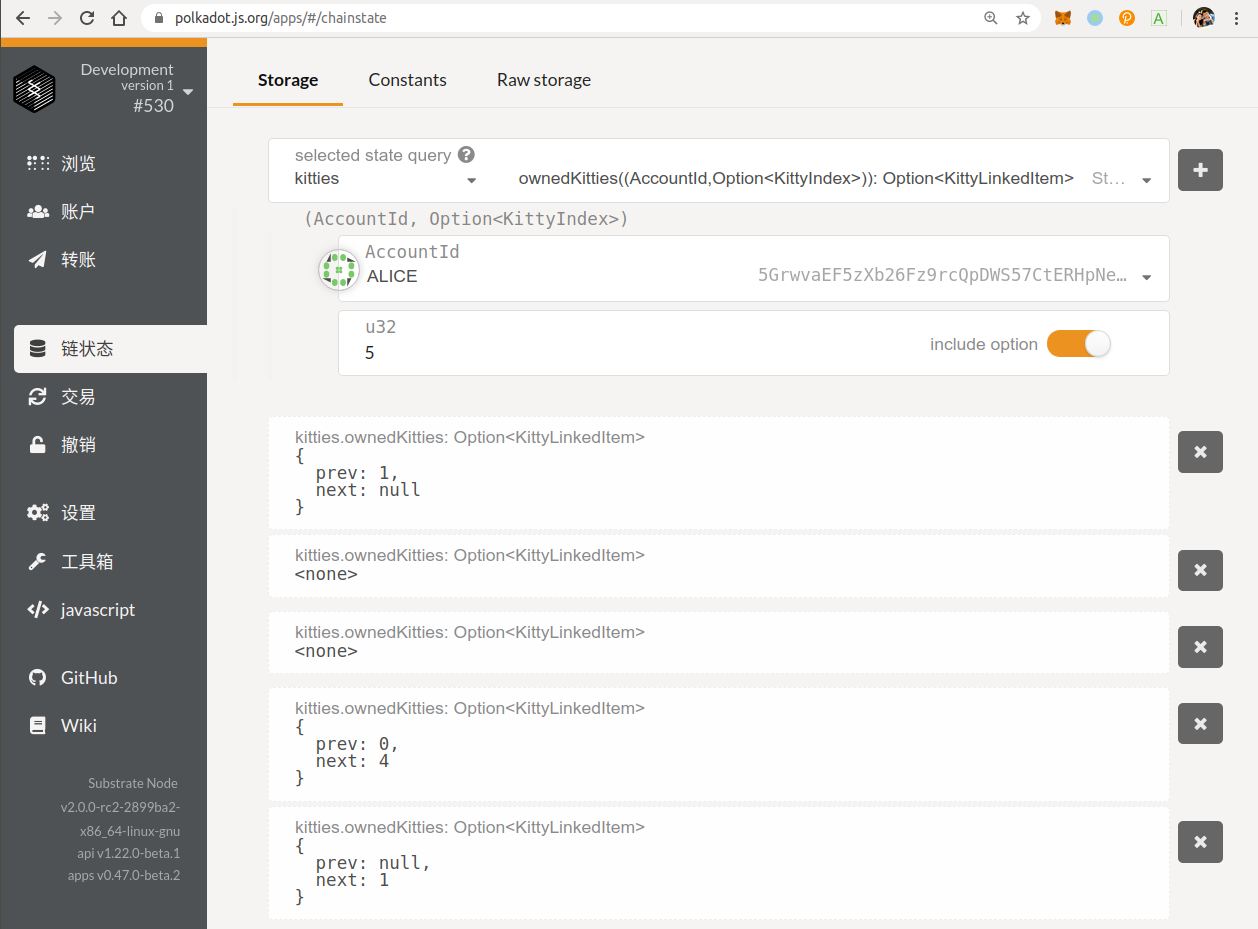 polkadot.js.org/apps/#/chainstate
Development
version 1
#530
浏览
账户
转账
链状态
交易
撤销
设置
工具箱
javascript
GitHub
Wiki
Substrate Node
v2.0.0-rc2-2899ba2-
x86_64-linux-gnu
api v1.22.0-beta.1
apps v0.47.0-beta.2
Storage Constants Raw storage
selected state query
kitties ownedKitties((AccountId,Option<KittyIndex>)): Option<KittyLinkedItem> St...
(AccountId, Option<KittyIndex>)
AccountId
ALICE 5GrwvaEF5zXb26Fz9rcQpDWS57CtERHpNe…
u32
5 include option
kitties.ownedKitties: Option<KittyLinkedItem>
{
prev: 1,
next: null
}
kitties.ownedKitties: Option<KittyLinkedItem>
<none>
kitties.ownedKitties: Option<KittyLinkedItem>
<none>
kitties.ownedKitties: Option<KittyLinkedItem>
{
prev: 0,
next: 4
}
kitties.ownedKitties: Option<KittyLinkedItem>
{
prev: null,
next: 1
}